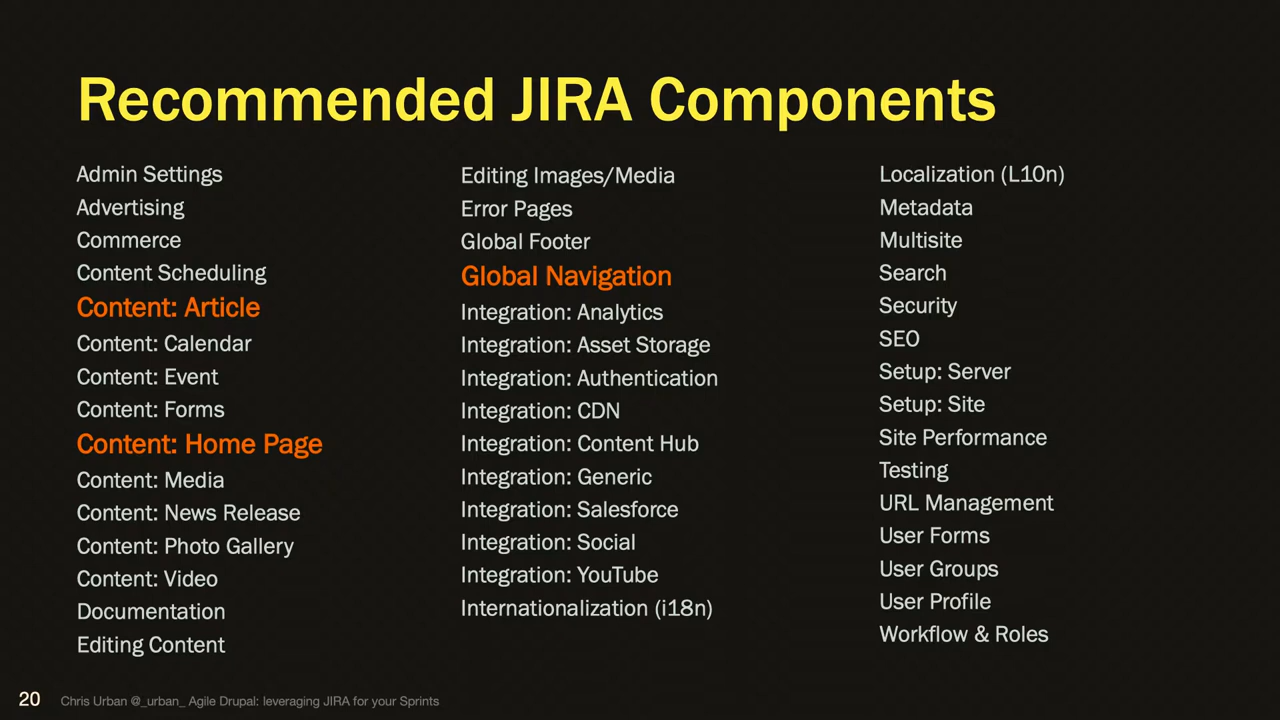 Recommended JIRA Components
Admin Settings
Advertising
Commerce
Content Scheduling
Content: Article
Content: Calendar
Content: Event
Content: Forms
Content: Home Page
Content: Media
Content: News Release
Content: Photo Gallery
Content: Video
Documentation
Editing Content
Editing Images/Media
Error Pages
Global Footer
Global Navigation
Integration: Analytics
Integration: Asset Storage
Integration: Authentication
Integration: CDN
Integration: Content Hub
Integration: Generic
Integration: Salesforce
Integration: Social
Integration: YouTube
Internationalization (i18n)
Localization (L10n)
Metadata
Multisite
Search
Security
SEO
Setup: Server
Setup: Site
Site Performance
Testing
URL Management
User Forms
User Groups
User Profile
Workflow & Roles
20 Chris Urban @_urban_ Agile Drupal: leveraging JIRA for your Sprints